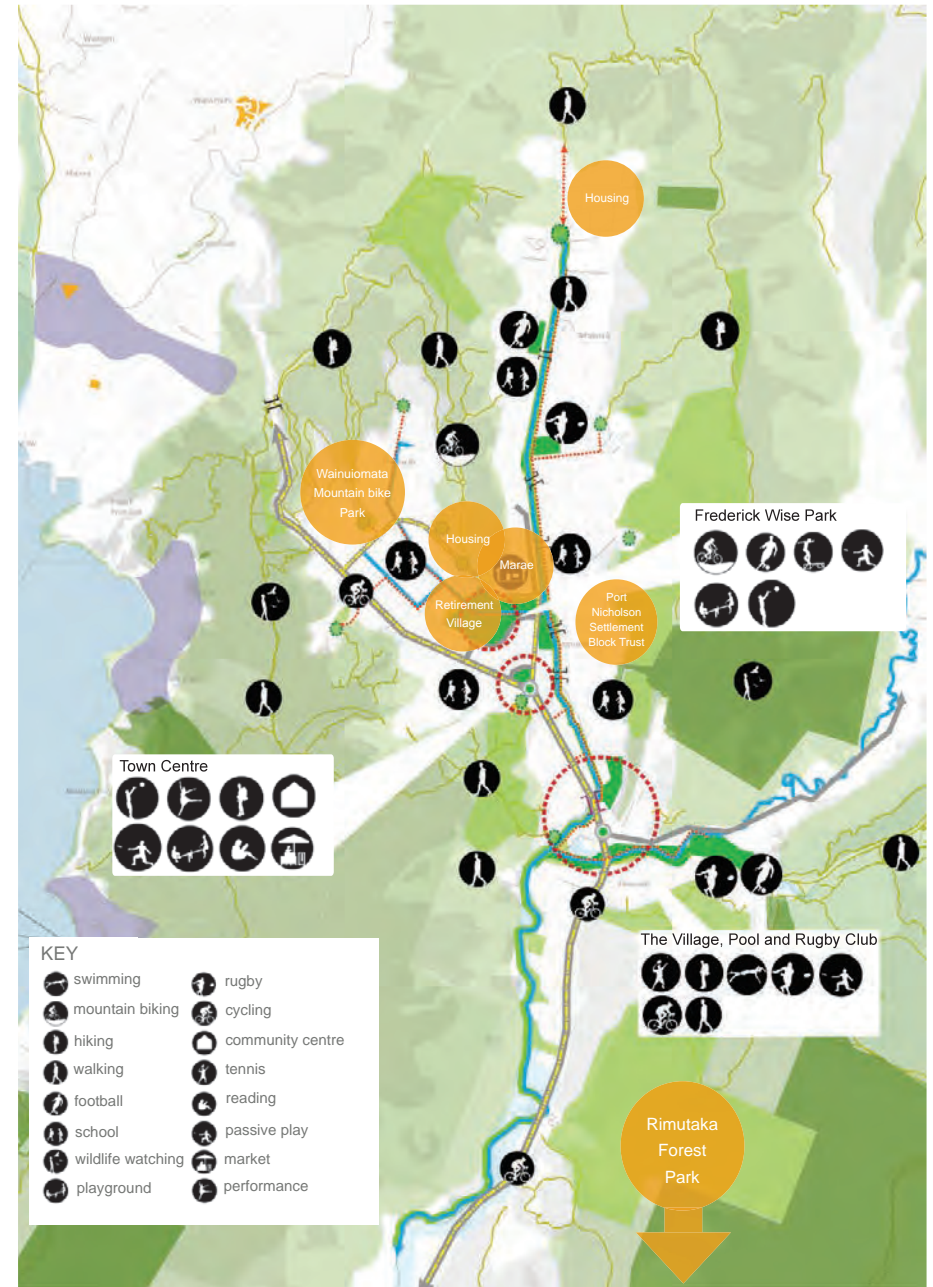 Housing
Wainuiomata
Mountain bike
Park
Housing
Marae
Retirement
Village
Port
Nicholson
Settlement
Block Trust
Frederick Wise Park
Town Centre
The Village, Pool and Rugby Club
KEY
swimming
mountain biking
hiking
walking
football
school
wildlife watching
playground
rugby
cycling
community centre
tennis
reading
passive play
market
performance
Rimutaka
Forest
Park